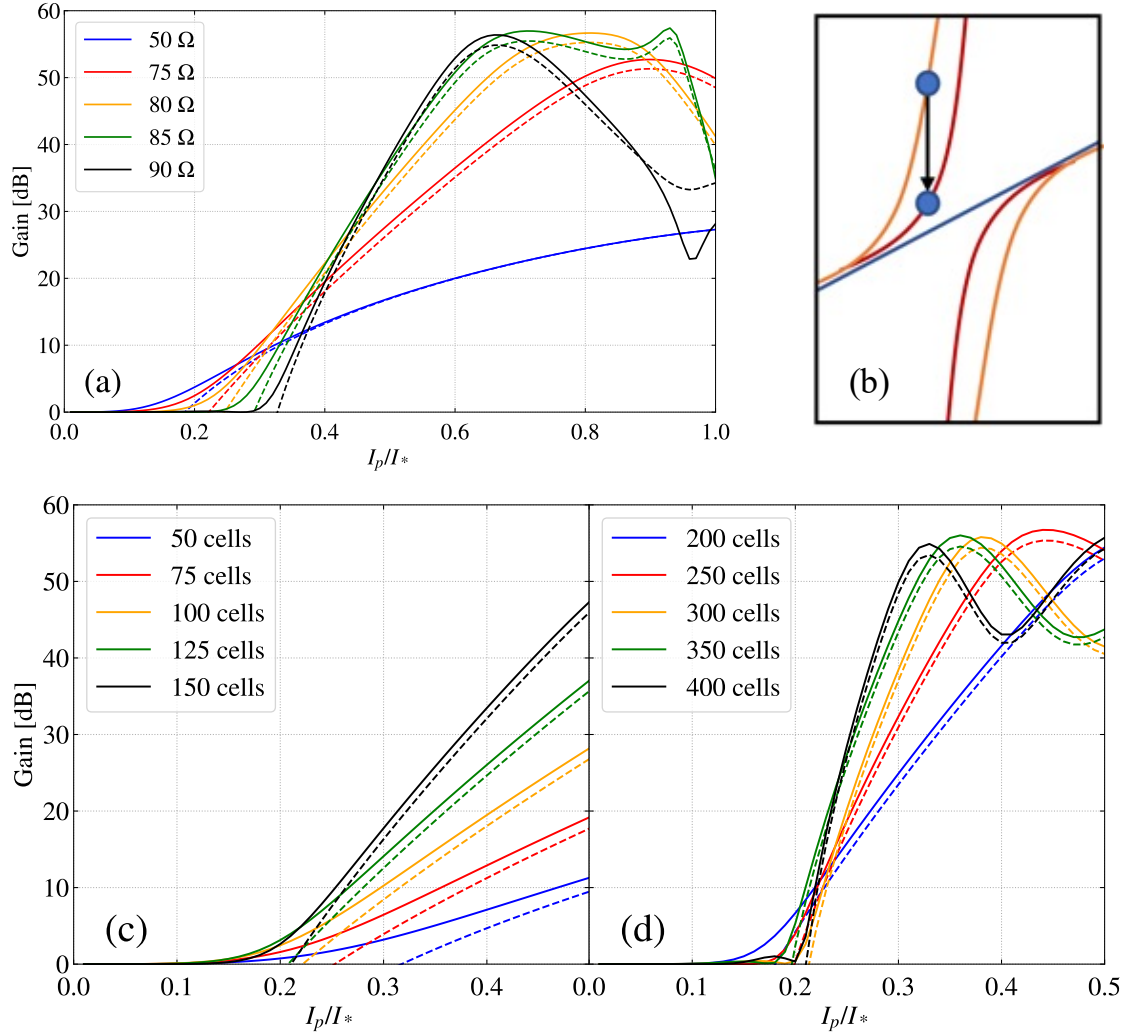 60
50
40
30
20
10
0
Gain [dB]
50 Ω
75 Ω
80 Ω
85 Ω
90 Ω
(a)
0.0 0.2 0.4 0.6 0.8 1.0
I_p/I_*
(b)
60
50
40
30
20
10
0
Gain [dB]
50 cells
75 cells
100 cells
125 cells
150 cells
(c)
0.0 0.1 0.2 0.3 0.4 0.0
I_p/I_*
200 cells
250 cells
300 cells
350 cells
400 cells
(d)
0.1 0.2 0.3 0.4 0.5
I_p/I_*